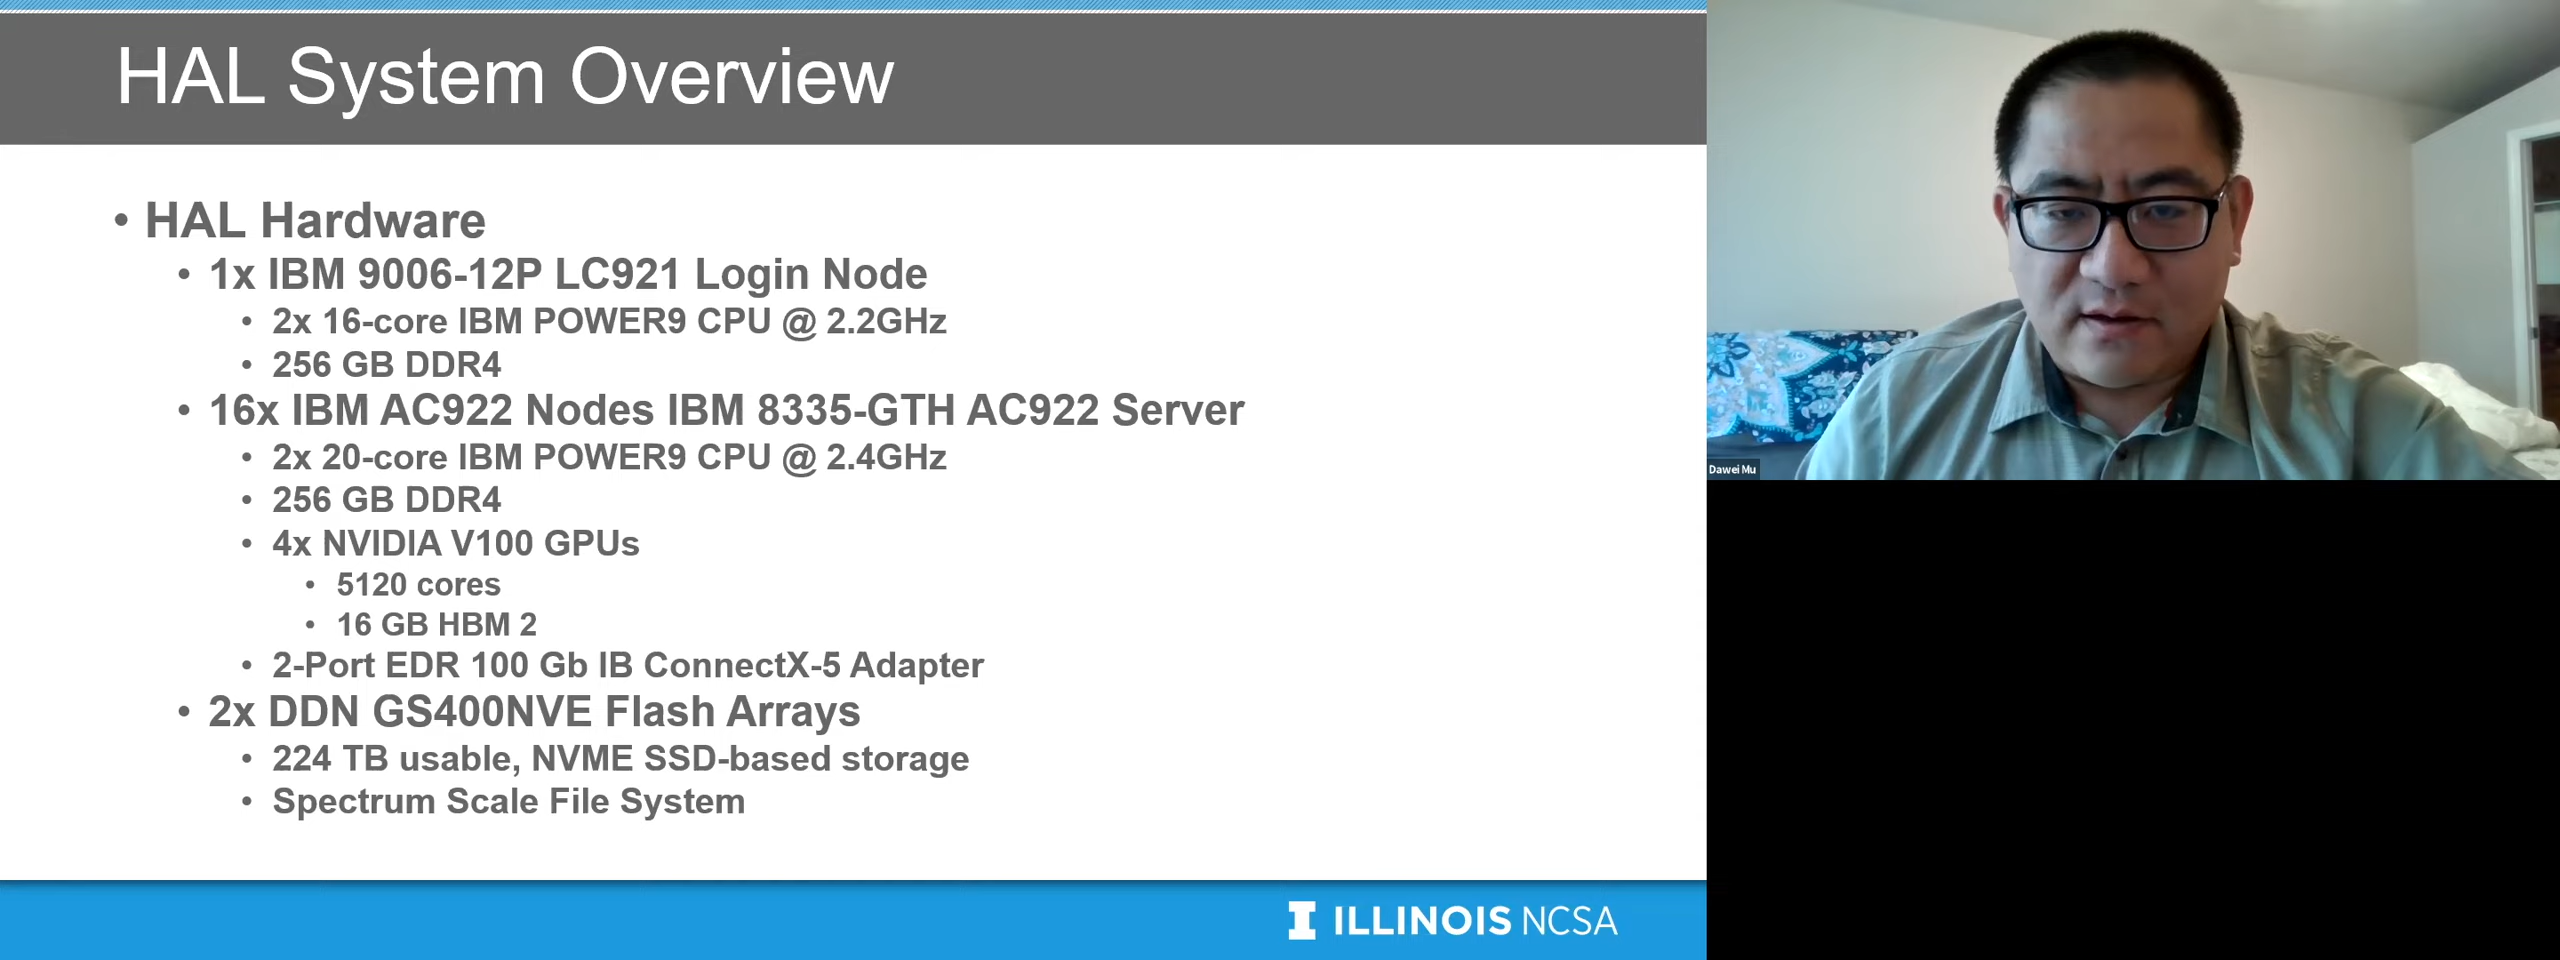 HAL System Overview
• HAL Hardware
• 1x IBM 9006-12P LC921 Login Node
• 2x 16-core IBM POWER9 CPU @ 2.2GHz
• 256 GB DDR4
• 16x IBM AC922 Nodes IBM 8335-GTH AC922 Server
• 2x 20-core IBM POWER9 CPU @ 2.4GHz
• 256 GB DDR4
• 4x NVIDIA V100 GPUs
• 5120 cores
• 16 GB HBM 2
• 2-Port EDR 100 Gb IB ConnectX-5 Adapter
• 2x DDN GS400NVE Flash Arrays
• 224 TB usable, NVME SSD-based storage
• Spectrum Scale File System
I ILLINOIS NCSA
Dawei Mu